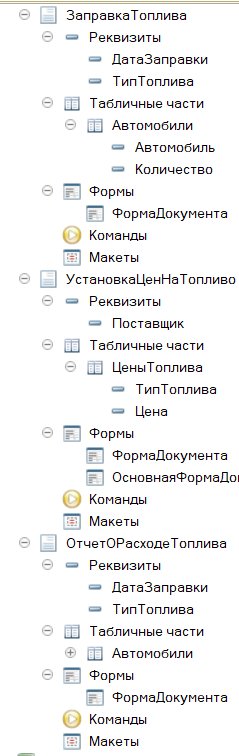 ЗаправкаТоплива
Реквизиты
ДатаЗаправки
ТипТоплива
Табличные части
Автомобили
Автомобиль
Количество
Формы
ФормаДокумента
Команды
Макеты
УстановкаЦенНаТопливо
Реквизиты
Поставщик
Табличные части
ЦеныТоплива
ТипТоплива
Цена
Формы
ФормаДокумента
ОсновнаяФормаДо
Команды
Макеты
ОтчетОРасходеТоплива
Реквизиты
ДатаЗаправки
ТипТоплива
Табличные части
Автомобили
Формы
ФормаДокумента
Команды
Макеты